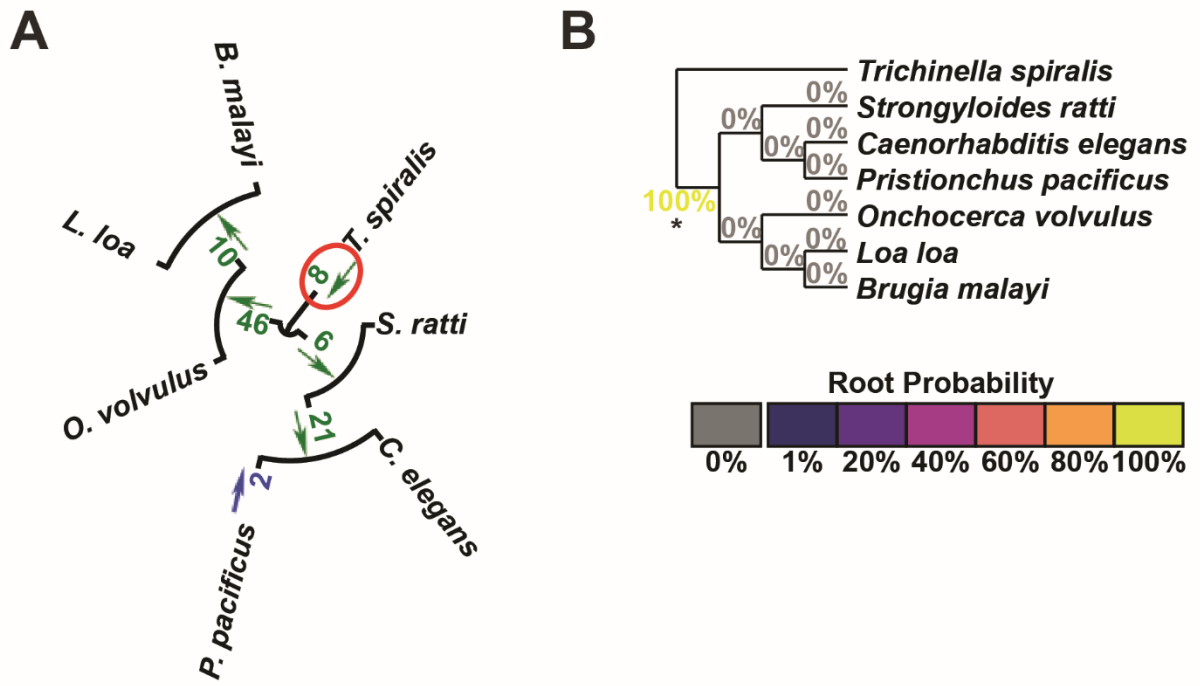 A
B. malayi
T. spiralis
L. loa
10
8
46
6
S. ratti
O. volvulus
21
2
C. elegans
P. pacificus
B
Trichinella spiralis
0%
Strongyloides ratti
0%
0%
Caenorhabditis elegans
0%
0%
Pristionchus pacificus
100%
*
0%
Onchocerca volvulus
0%
0%
Loa loa
0%
0%
Brugia malayi
Root Probability
0% 1% 20% 40% 60% 80% 100%